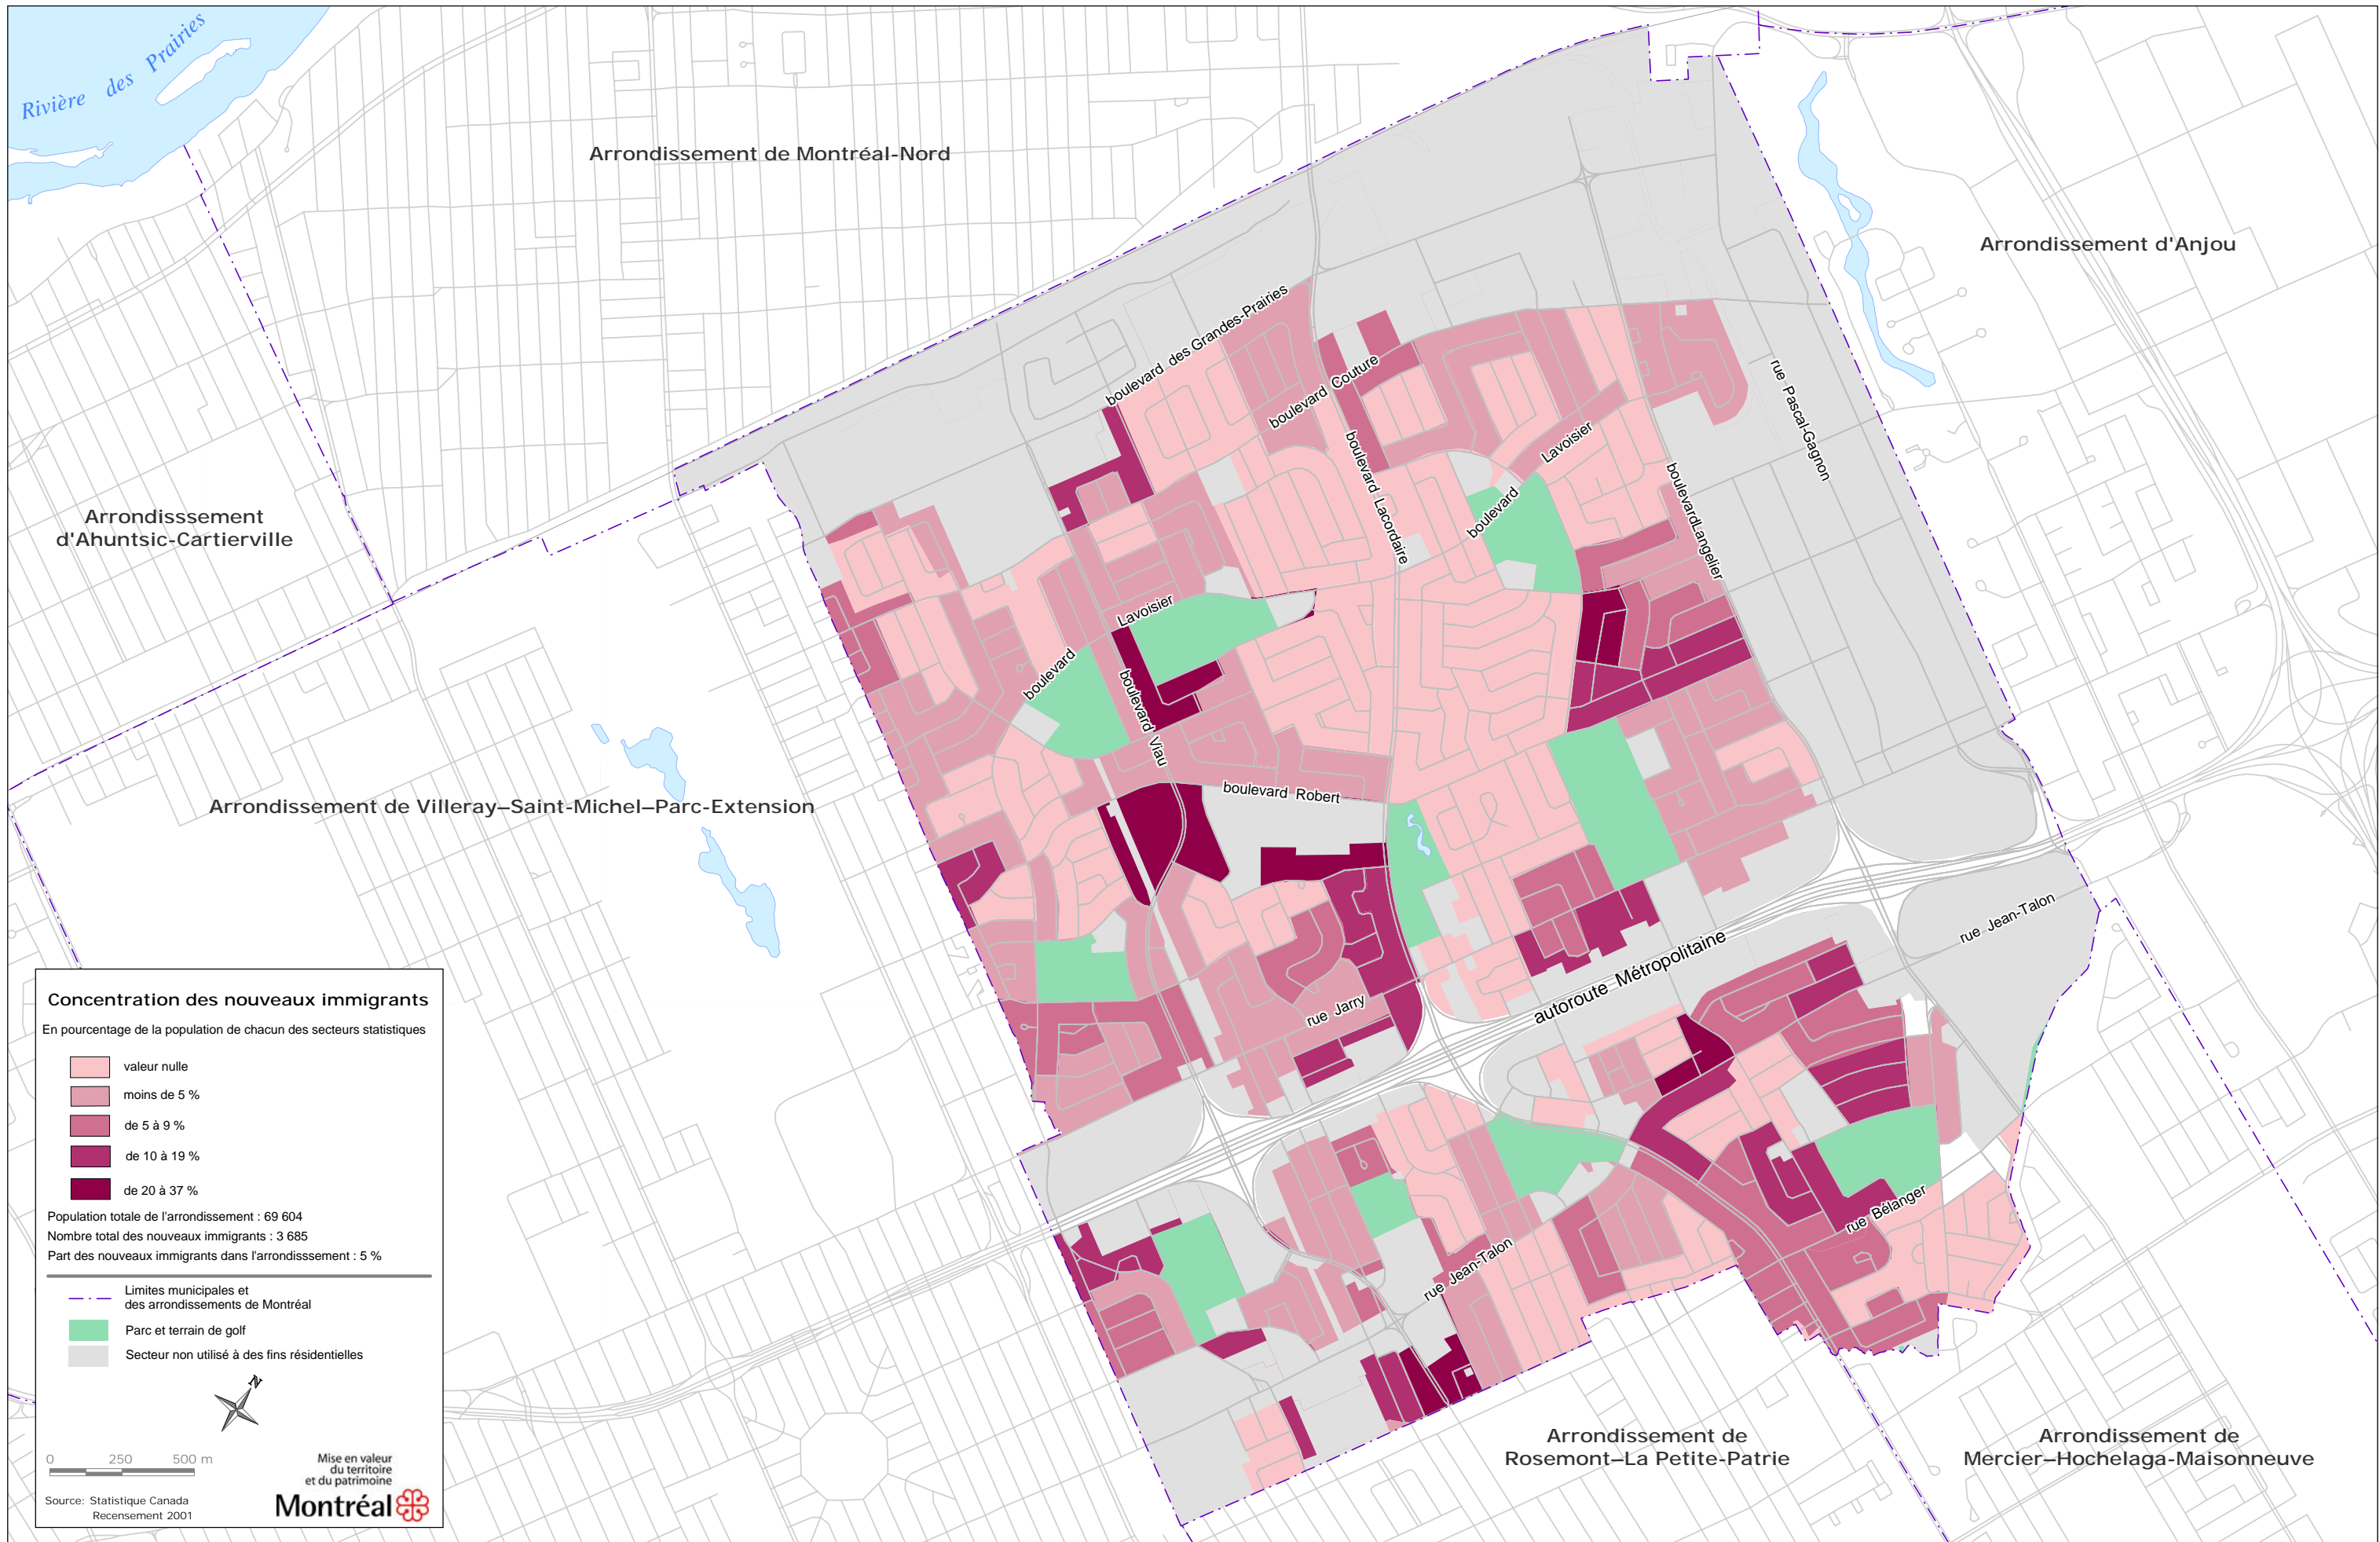 Rivière des Prairies
Arrondissement de Montréal-Nord
Arrondissement d'Anjou
boulevard des Grandes-Prairies
boulevard Couture
rue Pascal-Gagnon
Lavoisier
boulevard
boulevard Lacordaire
boulevardLangelier
Arrondisssement
d'Ahuntsic-Cartierville
Lavoisier
boulevard
boulevard Viau
boulevard Robert
Arrondissement de Villeray–Saint-Michel–Parc-Extension
rue Jean-Talon
autoroute Métropolitaine
rue Jarry
rue Bélanger
rue Jean-Talon
Arrondissement de
Rosemont–La Petite-Patrie
Arrondissement de
Mercier–Hochelaga-Maisonneuve
Concentration des nouveaux immigrants
En pourcentage de la population de chacun des secteurs statistiques
valeur nulle
moins de 5 %
de 5 à 9 %
de 10 à 19 %
de 20 à 37 %
Population totale de l'arrondissement : 69 604
Nombre total des nouveaux immigrants : 3 685
Part des nouveaux immigrants dans l'arrondisssement : 5 %
Limites municipales et
des arrondissements de Montréal
Parc et terrain de golf
Secteur non utilisé à des fins résidentielles
N
0 250 500 m
Mise en valeur
du territoire
et du patrimoine
Montréal
Source: Statistique Canada
Recensement 2001